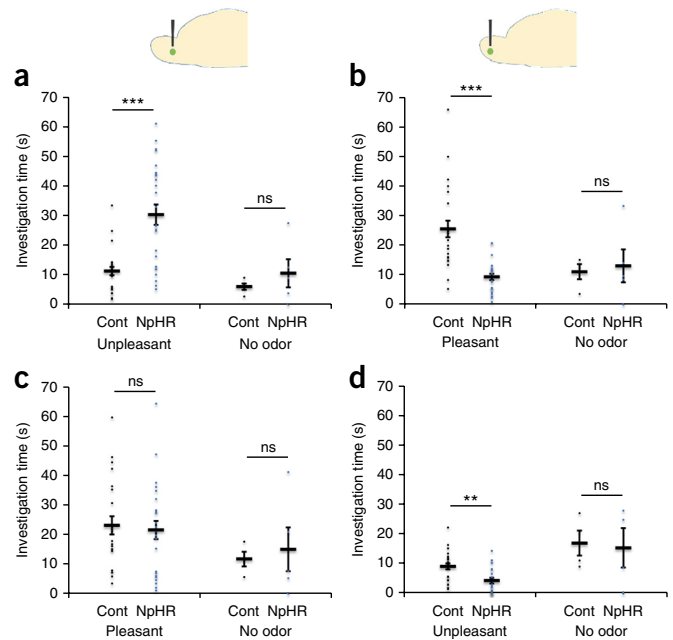 a
***
ns
Investigation time (s)
70
60
50
40
30
20
10
0
Cont NpHR Cont NpHR
Unpleasant No odor
b
***
ns
Investigation time (s)
70
60
50
40
30
20
10
0
Cont NpHR Cont NpHR
Pleasant No odor
c
ns
ns
Investigation time (s)
70
60
50
40
30
20
10
0
Cont NpHR Cont NpHR
Pleasant No odor
d
**
ns
Investigation time (s)
70
60
50
40
30
20
10
0
Cont NpHR Cont NpHR
Unpleasant No odor